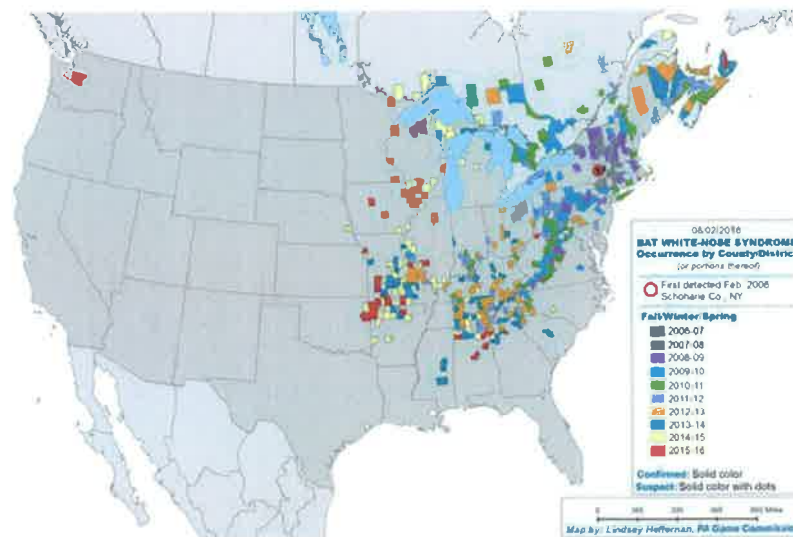 08/02/2016
BAT WHITE-NOSE SYNDROME
Occurrence by County/District
(or portions thereof)
First detected Feb. 2006
Schoharie Co., NY
Fall/Winter/Spring
2006-07
2007-08
2008-09
2009-10
2010-11
2011-12
2012-13
2013-14
2014-15
2015-16
Confirmed: Solid color
Suspect: Solid color with dots
Miles
Map by: Lindsey Heffernan, PA Game Commission